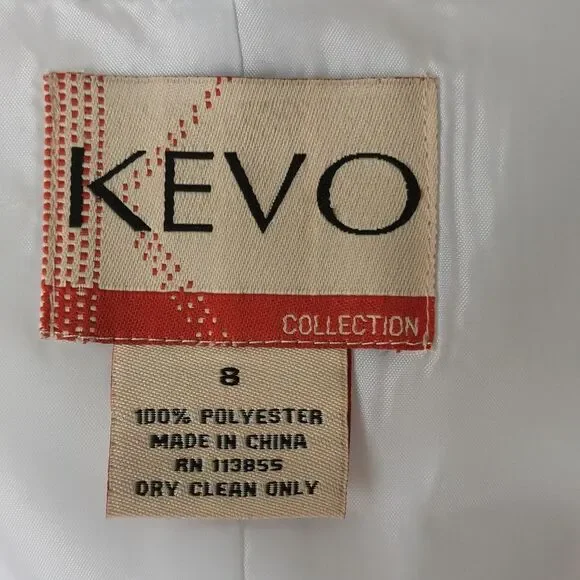 KEVO
COLLECTION
8
100% POLYESTER
MADE IN CHINA
RN 113855
DRY CLEAN ONLY